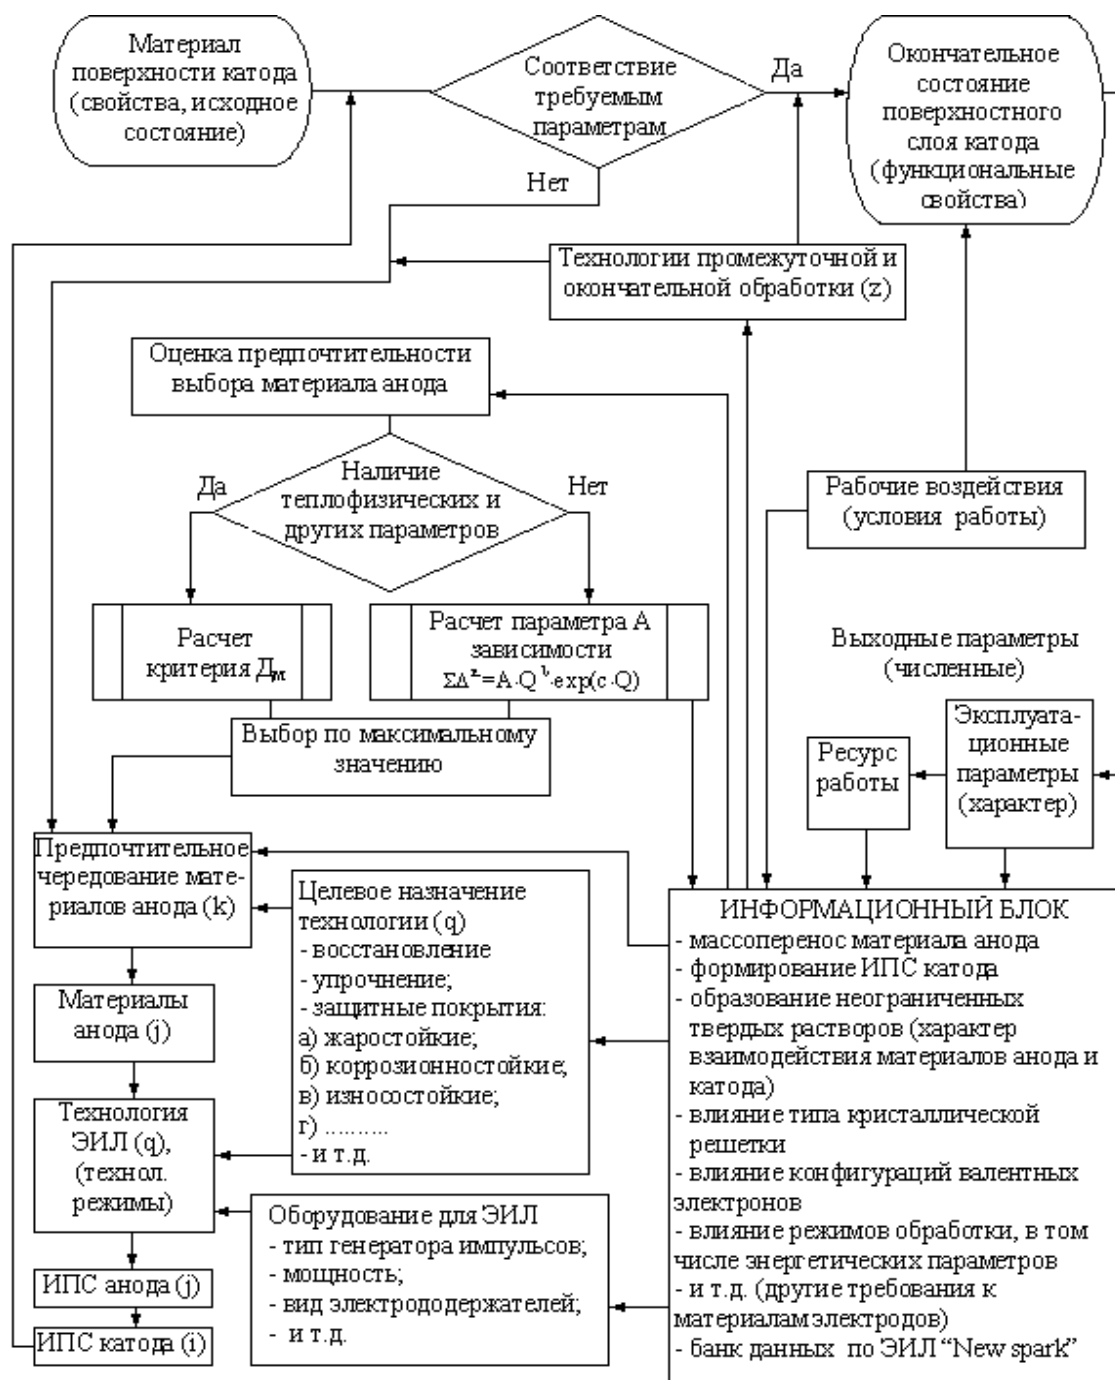 Материал
поверхности катода
(свойства, исходное
состояние)
Соответствие
требуемым
параметрам
Да
Нет
Окончательное
состояние
поверхностного
слоя катода
(функциональные
свойства)
Технологии промежуточной и
окончательной обработки (z)
Оценка предпочтительности
выбора материала анода
Наличие
теплофизических и
других параметров
Да
Нет
Рабочие воздействия
(условия работы)
Расчет
критерия Дм
Расчет параметра А
зависимости
ΣΔᶻ=A·Qᵇ·exp(c·Q)
Выбор по максимальному
значению
Выходные параметры
(численные)
Эксплуата-
ционные
параметры
(характер)
Ресурс
работы
Предпочтительное
чередование мате-
риалов анода (k)
Материалы
анода (j)
Технология
ЭИЛ (q),
(технол.
режимы)
ИПС анода (j)
ИПС катода (i)
Целевое назначение
технологии (q)
- восстановление
- упрочнение;
- защитные покрытия:
а) жаростойкие;
б) коррозионностойкие,
в) износостойкие;
г) ..........
- и т.д.
Оборудование для ЭИЛ
- тип генератора импульсов;
- мощность;
- вид электрододержателей;
- и т.д.
ИНФОРМАЦИОННЫЙ БЛОК
- массоперенос материала анода
- формирование ИПС катода
- образование неограниченных
твердых растворов (характер
взаимодействия материалов анода и
катода)
- влияние типа кристаллической
решетки
- влияние конфигураций валентных
электронов
- влияние режимов обработки, в том
числе энергетических параметров
- и т.д. (другие требования к
материалам электродов)
- банк данных по ЭИЛ “New spark”